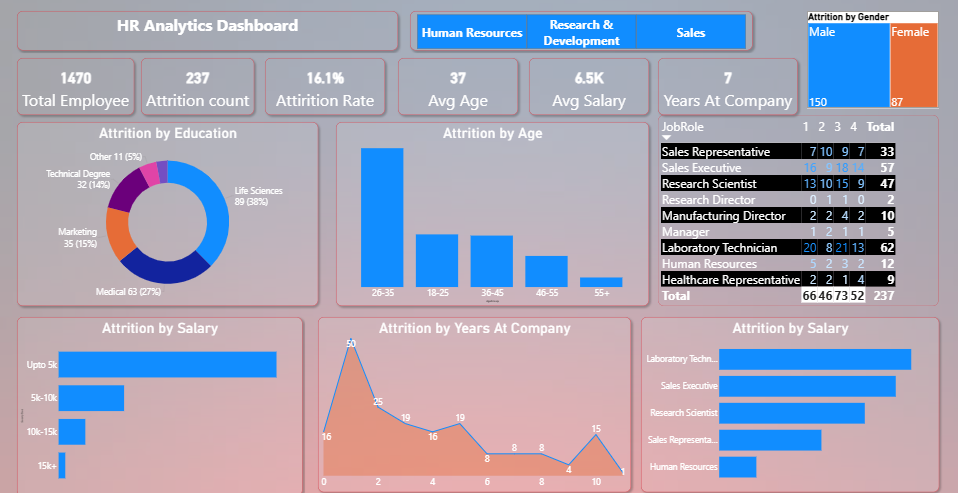 HR Analytics Dashboard
Human Resources
Research & Development
Sales
1470
Total Employee
237
Attrition count
16.1%
Attirition Rate
37
Avg Age
6.5K
Avg Salary
7
Years At Company
Attrition by Gender
Male
Female
150
87
Attrition by Education
Other 11 (5%)
Technical Degree
32 (14%)
Marketing
35 (15%)
Medical 63 (27%)
Life Sciences
89 (38%)
Attrition by Age
26-35 18-25 36-45 46-55 55+
JobRole 1 2 3 4 Total
Sales Representative 7 10 9 7 33
Sales Executive 16 18 14 57
Research Scientist 13 10 15 9 47
Research Director 0 1 1 0 2
Manufacturing Director 2 2 4 2 10
Manager 1 2 1 1 5
Laboratory Technician 20 8 21 13 62
Human Resources 5 2 3 2 12
Healthcare Representative 2 2 1 4 9
Total 66 46 73 52 237
Attrition by Salary
Upto 5k
5k-10k
10k-15k
15k+
Attrition by Years At Company
16 50 25 19 16 19 8 8 8 4 15 1
0 2 4 6 8 10
Attrition by Salary
Laboratory Techn...
Sales Executive
Research Scientist
Sales Representa...
Human Resources